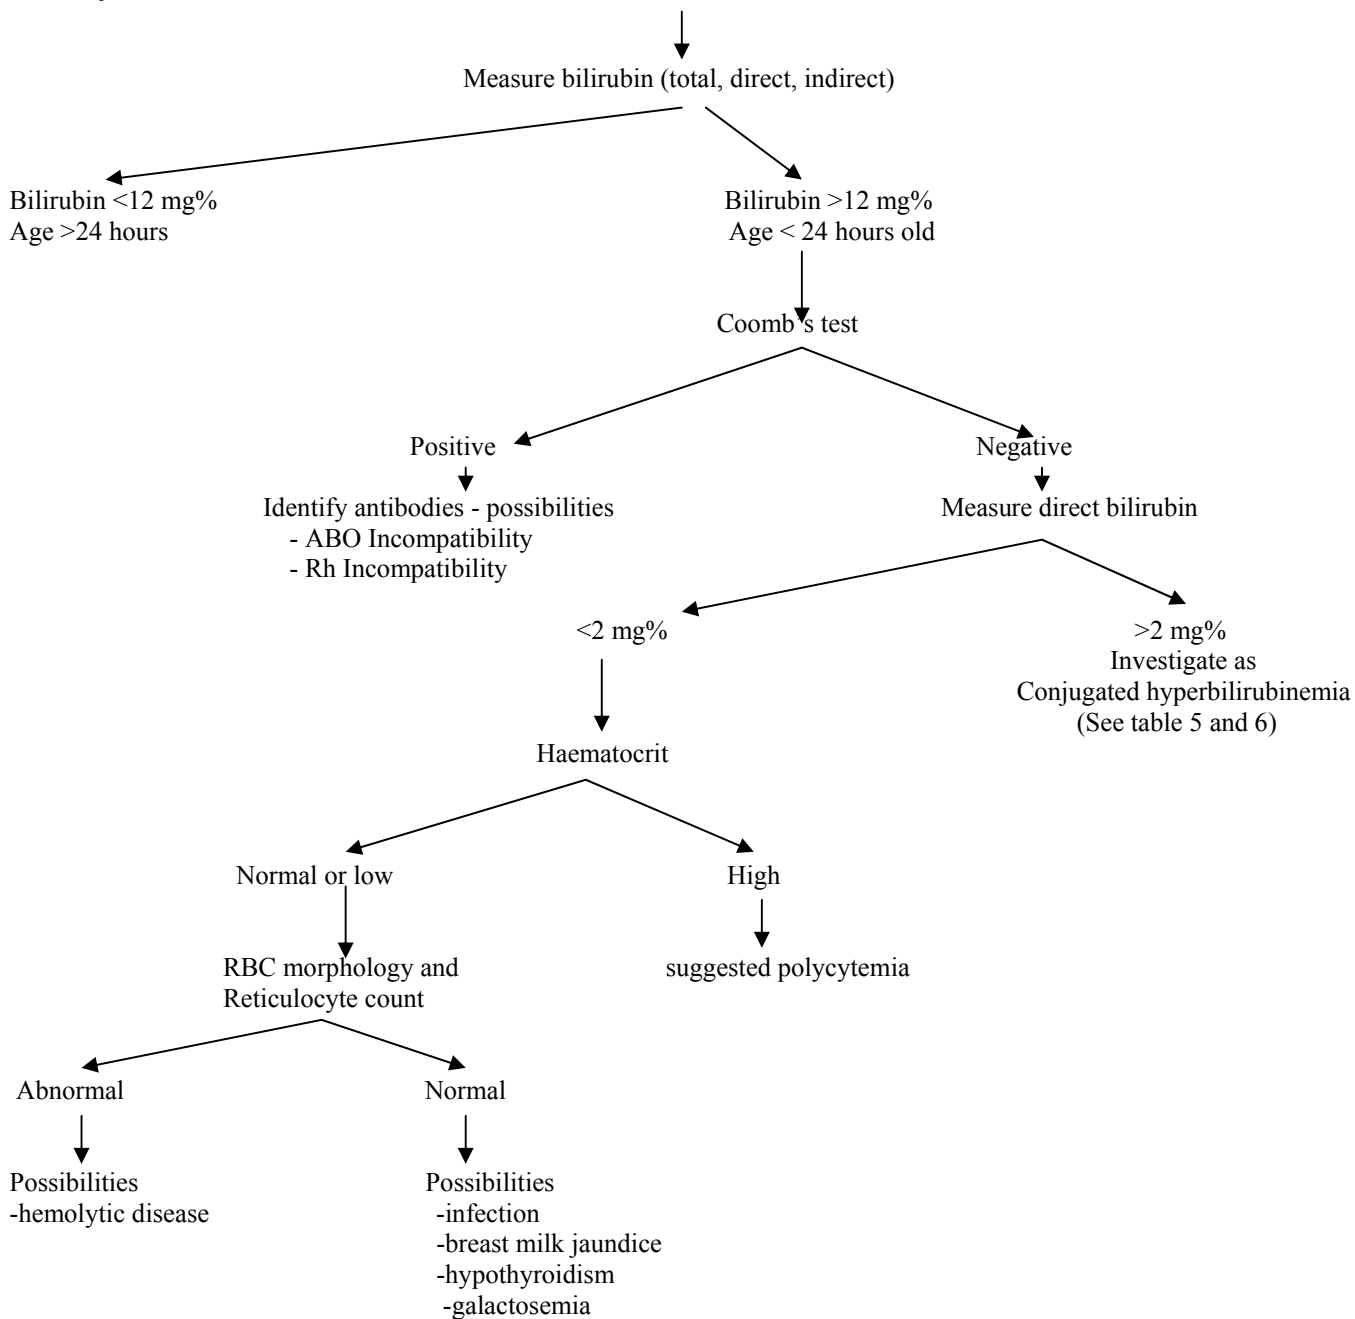 Measure bilirubin (total, direct, indirect)
Bilirubin <12 mg%
Age >24 hours
Bilirubin >12 mg%
Age < 24 hours old
Coomb's test
Positive
Negative
Identify antibodies - possibilities
- ABO Incompatibility
- Rh Incompatibility
Measure direct bilirubin
<2 mg%
>2 mg%
Investigate as
Conjugated hyperbilirubinemia
(See table 5 and 6)
Haematocrit
Normal or low
High
RBC morphology and
Reticulocyte count
suggested polycytemia
Abnormal
Normal
Possibilities
-hemolytic disease
Possibilities
-infection
-breast milk jaundice
-hypothyroidism
-galactosemia